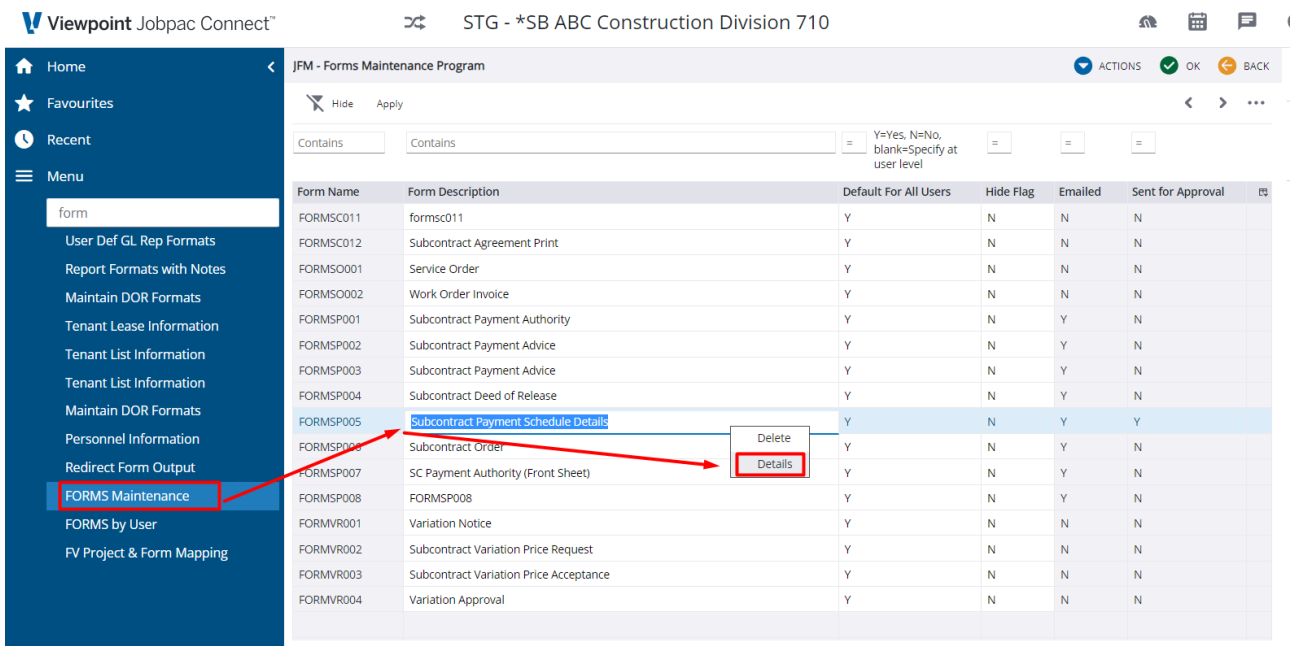 Viewpoint Jobpac Connect™
STG - *SB ABC Construction Division 710
Home
Favourites
Recent
Menu
form
User Def GL Rep Formats
Report Formats with Notes
Maintain DOR Formats
Tenant Lease Information
Tenant List Information
Tenant List Information
Maintain DOR Formats
Personnel Information
Redirect Form Output
FORMS Maintenance
FORMS by User
FV Project & Form Mapping
JFM - Forms Maintenance Program
ACTIONS OK BACK
Hide Apply
Contains Contains = Y=Yes, N=No, = = =
blank=Specify at
user level
Form Name Form Description Default For All Users Hide Flag Emailed Sent for Approval
FORMSC011 formsc011 Y N N N
FORMSC012 Subcontract Agreement Print Y N N N
FORMSO001 Service Order Y N N N
FORMSO002 Work Order Invoice Y N N N
FORMSP001 Subcontract Payment Authority Y N Y N
FORMSP002 Subcontract Payment Advice Y N Y N
FORMSP003 Subcontract Payment Advice Y N Y N
FORMSP004 Subcontract Deed of Release Y N Y N
FORMSP005 Subcontract Payment Schedule Details Y N Y Y
Delete
FORMSP006 Subcontract Order Y N Y N
Details
FORMSP007 SC Payment Authority (Front Sheet) Y N Y N
FORMSP008 FORMSP008 Y N Y N
FORMVR001 Variation Notice Y N N N
FORMVR002 Subcontract Variation Price Request Y N N N
FORMVR003 Subcontract Variation Price Acceptance Y N N N
FORMVR004 Variation Approval Y N N N